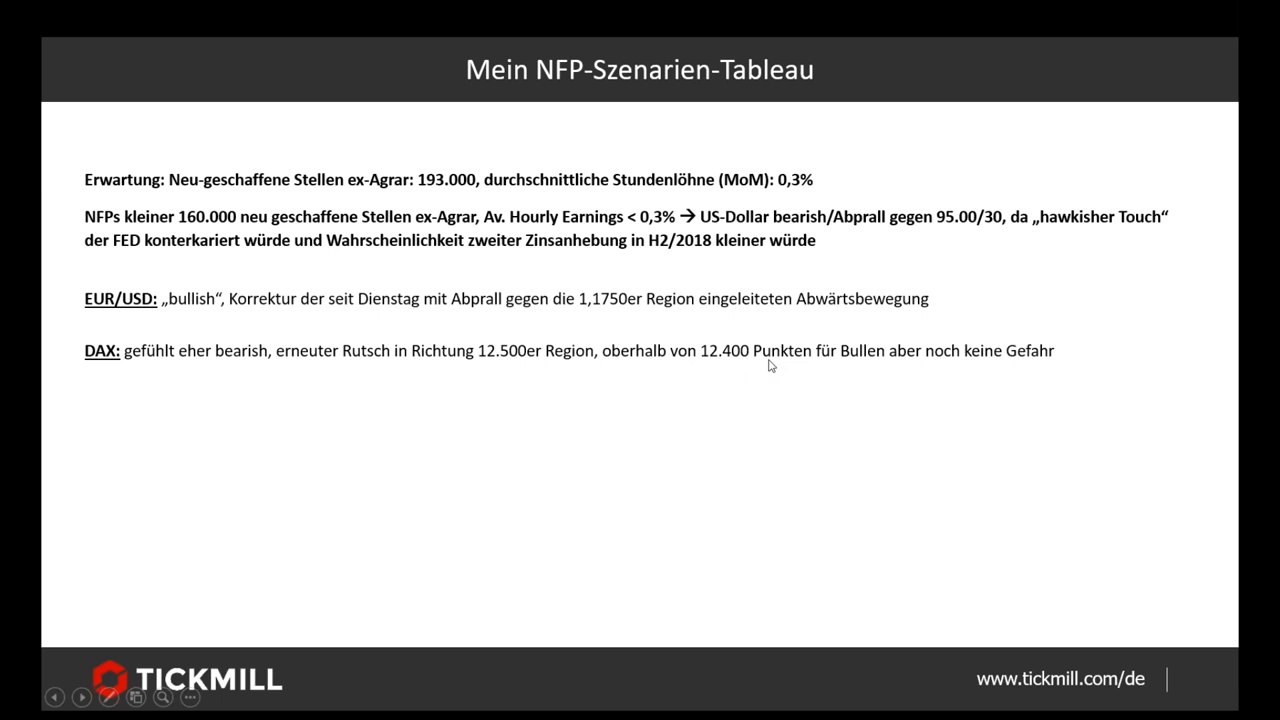 Mein NFP-Szenarien-Tableau
Erwartung: Neu-geschaffene Stellen ex-Agrar: 193.000, durchschnittliche Stundenlöhne (MoM): 0,3%
NFPs kleiner 160.000 neu geschaffene Stellen ex-Agrar, Av. Hourly Earnings < 0,3% → US-Dollar bearish/Abprall gegen 95.00/30, da „hawkisher Touch“
der FED konterkariert würde und Wahrscheinlichkeit zweiter Zinsanhebung in H2/2018 kleiner würde
EUR/USD: „bullish“, Korrektur der seit Dienstag mit Abprall gegen die 1,1750er Region eingeleiteten Abwärtsbewegung
DAX: gefühlt eher bearish, erneuter Rutsch in Richtung 12.500er Region, oberhalb von 12.400 Punkten für Bullen aber noch keine Gefahr
TICKMILL
www.tickmill.com/de